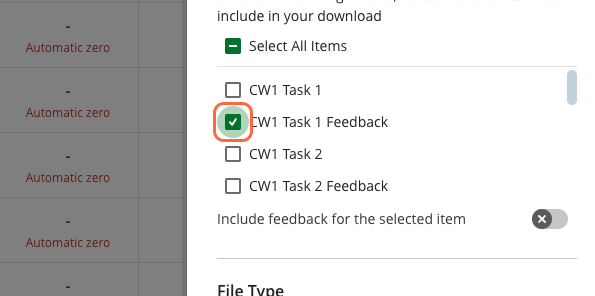 -
Automatic zero
-
Automatic zero
-
Automatic zero
-
Automatic zero
-
include in your download
Select All Items
CW1 Task 1
CW1 Task 1 Feedback
CW1 Task 2
CW1 Task 2 Feedback
Include feedback for the selected item
File Type